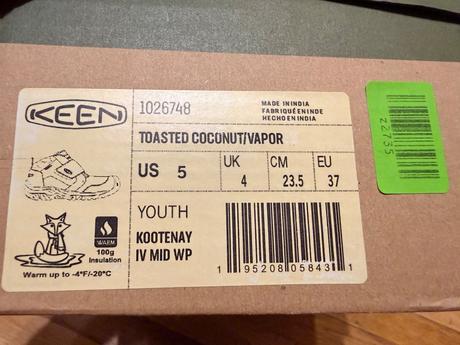 KEEN
1026748
MADE IN INDIA
FABRIQUÉ EN INDE
HECHO EN INDIA
TOASTED COCONUT/VAPOR
US 5
UK 4
CM 23.5
EU 37
YOUTH
KOOTENAY
IV MID WP
WARM
100g
Insulation
Warm up to -4°F/-20°C
1 95208 05843 1
Z2735